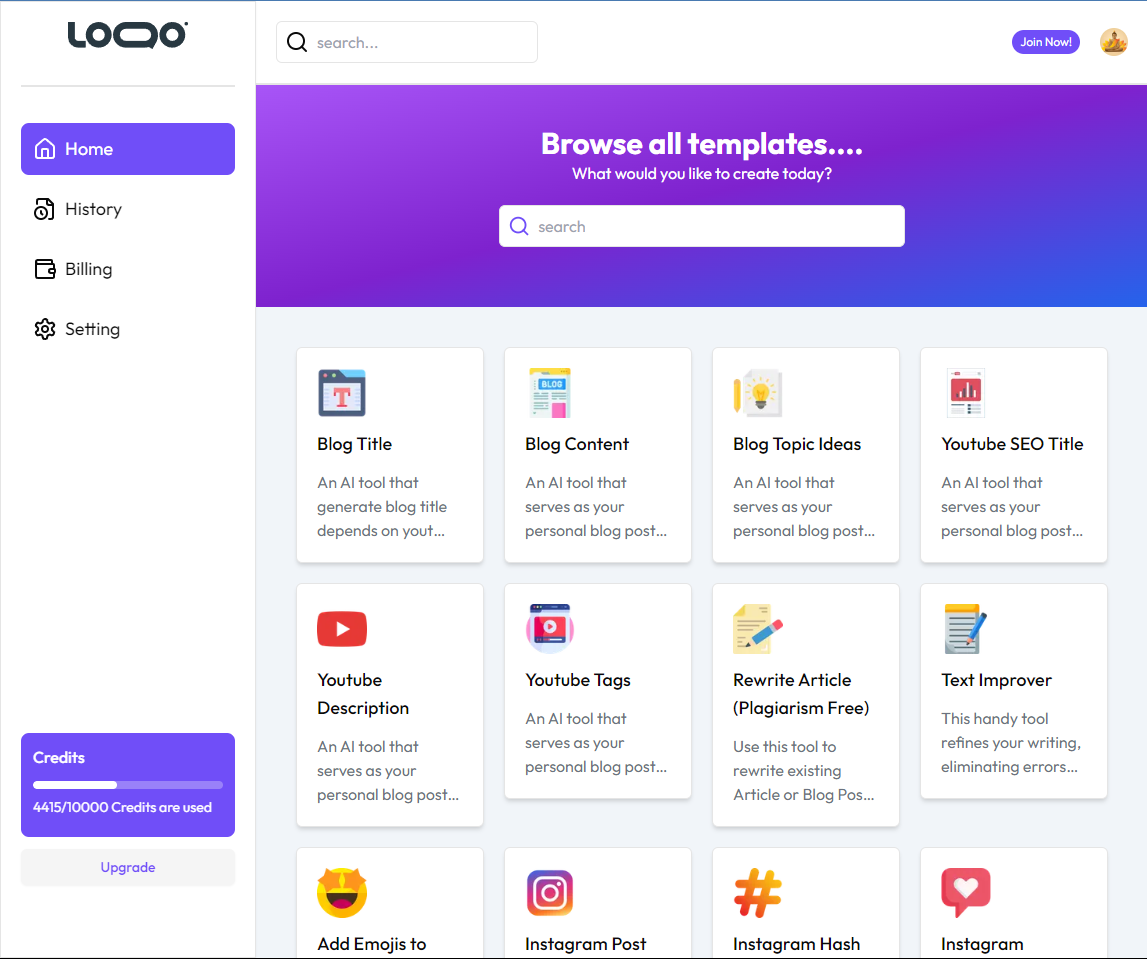 LOQO
search...
Join Now!
Home
History
Billing
Setting
Credits
4415/10000 Credits are used
Upgrade
Browse all templates....
What would you like to create today?
search
Blog Title
An AI tool that
generate blog title
depends on yout...
BLOG
Blog Content
An AI tool that
serves as your
personal blog post...
Blog Topic Ideas
An AI tool that
serves as your
personal blog post...
Youtube SEO Title
An AI tool that
serves as your
personal blog post...
Youtube
Description
An AI tool that
serves as your
personal blog post...
Youtube Tags
An AI tool that
serves as your
personal blog post...
Rewrite Article
(Plagiarism Free)
Use this tool to
rewrite existing
Article or Blog Pos...
Text Improver
This handy tool
refines your writing,
eliminating errors...
Add Emojis to
Instagram Post
Instagram Hash
Instagram